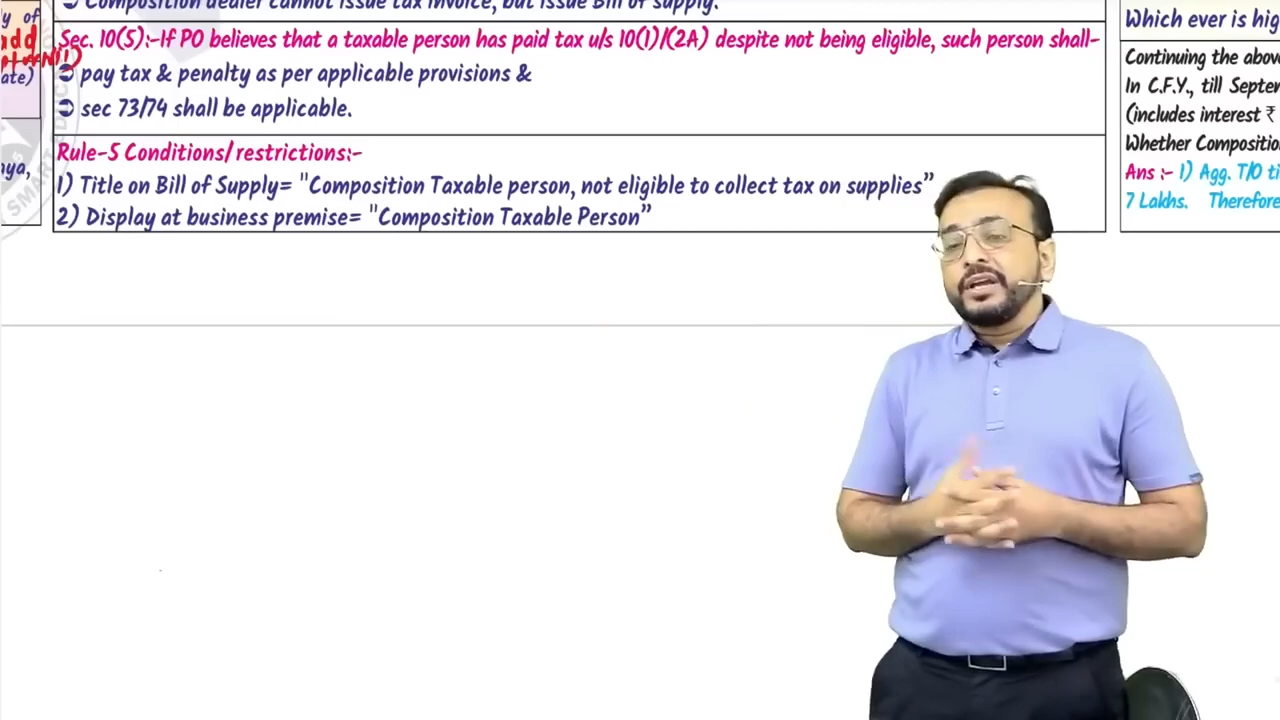 Composition dealer cannot issue tax invoice, but issue Bill of supply.
Sec. 10(5):-If PO believes that a taxable person has paid tax u/s 10(1)/(2A) despite not being eligible, such person shall-
➲ pay tax & penalty as per applicable provisions &
➲ sec 73/74 shall be applicable.
Rule-5 Conditions/restrictions:-
1) Title on Bill of Supply= "Composition Taxable person, not eligible to collect tax on supplies”
2) Display at business premise= "Composition Taxable Person”
y of
add
ate)
aya,
SMART
Which ever is hig
Continuing the abov
In C.F.Y., till Septem
(includes interest ₹
Whether Compositio
Ans :- 1) Agg. T/O ti
7 Lakhs. Therefore